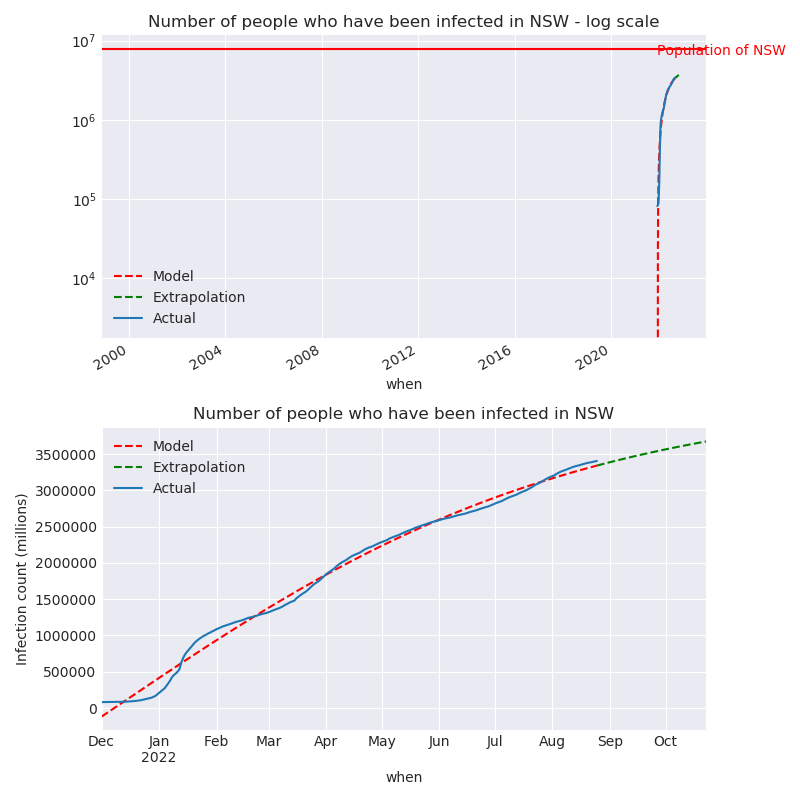 Number of people who have been infected in NSW - log scale
10^7
Population of NSW
10^6
10^5
10^4
Model
Extrapolation
Actual
2000 2004 2008 2012 2016 2020
when
Number of people who have been infected in NSW
Infection count (millions)
3500000
3000000
2500000
2000000
1500000
1000000
500000
0
Model
Extrapolation
Actual
Dec Jan Feb Mar Apr May Jun Jul Aug Sep Oct
2022
when